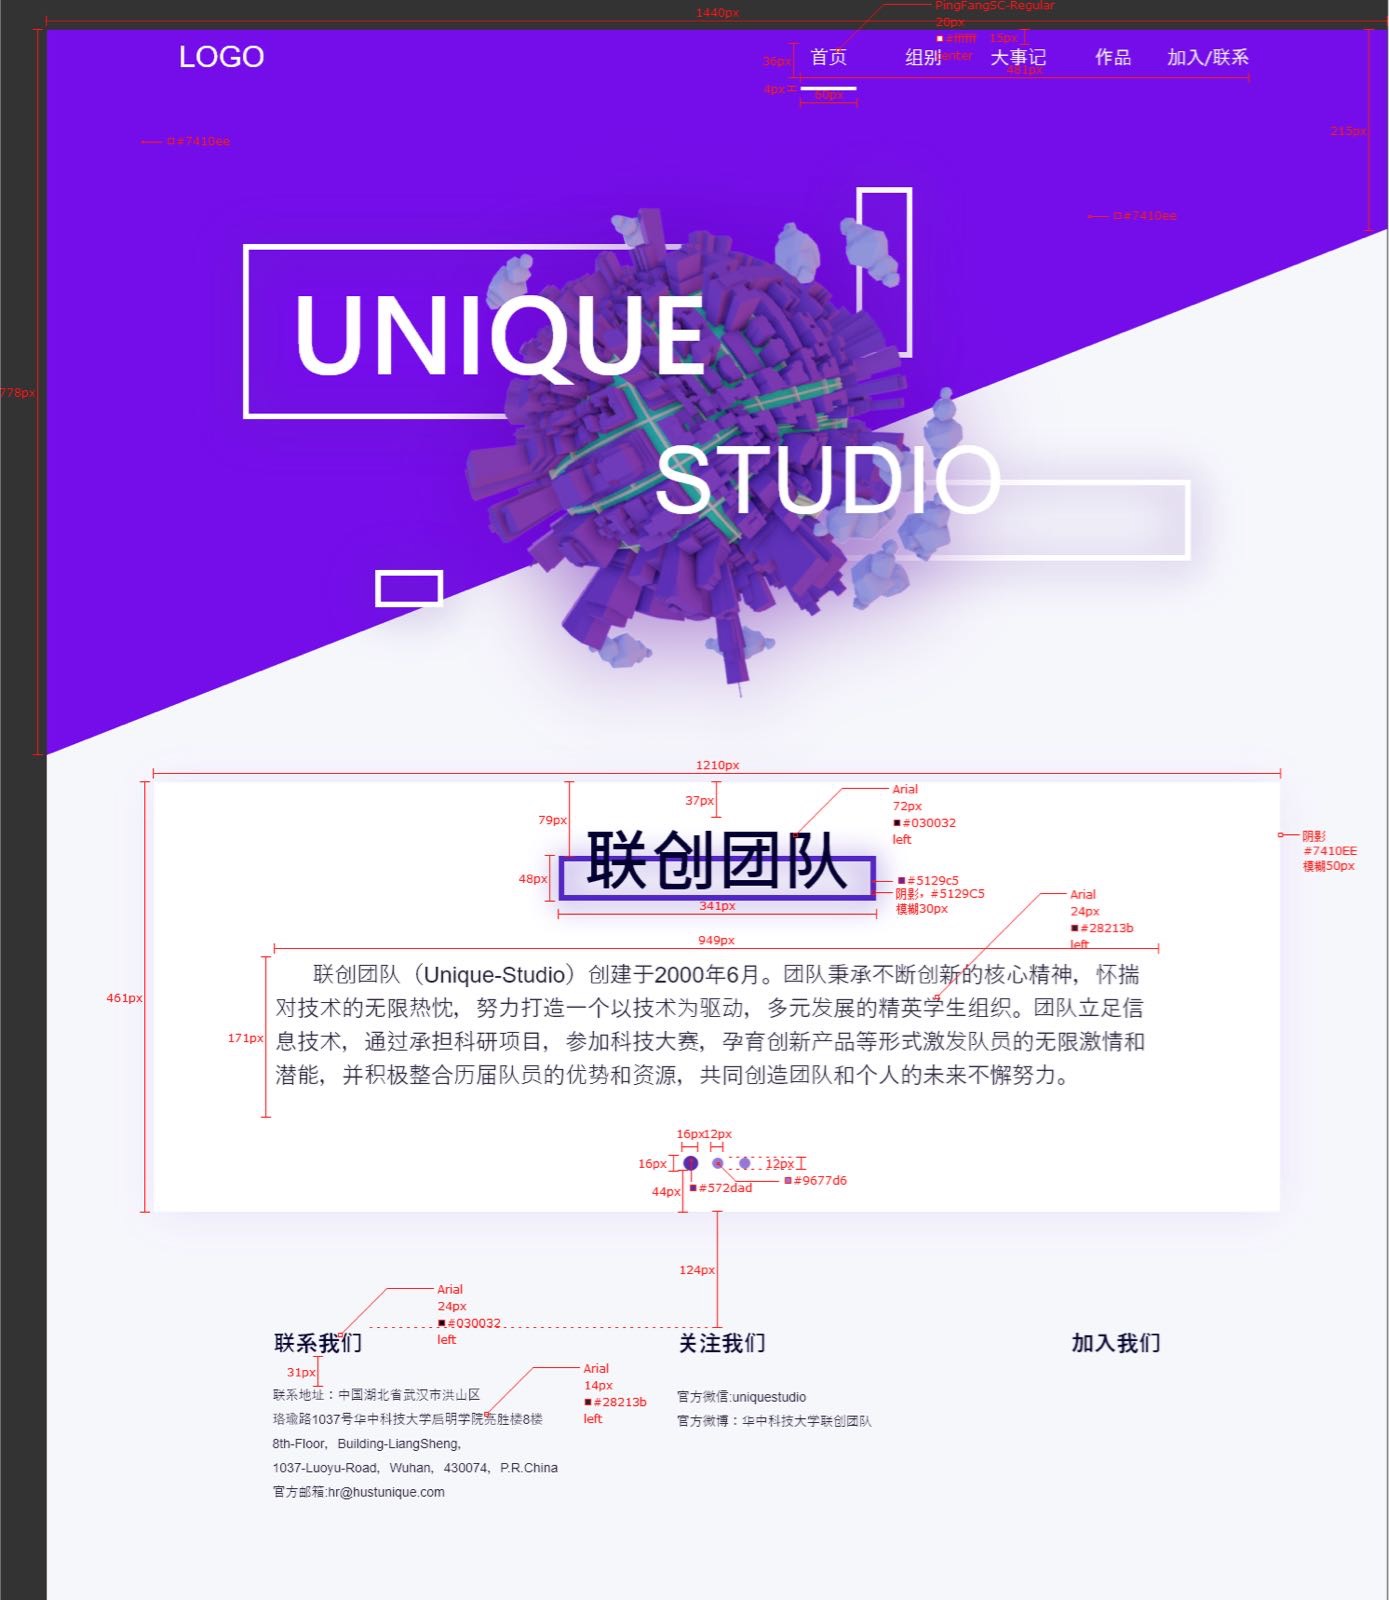 1440px
PingFangSC-Regular
20px
#ffffff
15px
center
LOGO
36px
首页
组别
大事记
作品
加入/联系
461px
4px
60px
215px
#7410ee
#7410ee
UNIQUE
778px
STUDIO
1210px
37px
Arial
72px
#030032
left
79px
联创团队
阴影
#7410EE
模糊50px
48px
#5129c5
阴影，#5129C5
模糊30px
341px
Arial
24px
#28213b
left
949px
联创团队（Unique-Studio）创建于2000年6月。团队秉承不断创新的核心精神，怀揣
对技术的无限热忱，努力打造一个以技术为驱动，多元发展的精英学生组织。团队立足信
息技术，通过承担科研项目，参加科技大赛，孕育创新产品等形式激发队员的无限激情和
潜能，并积极整合历届队员的优势和资源，共同创造团队和个人的未来不懈努力。
461px
171px
16px
12px
16px
12px
44px
#572dad
#9677d6
124px
Arial
24px
#030032
left
联系我们
关注我们
加入我们
31px
Arial
14px
#28213b
left
联系地址：中国湖北省武汉市洪山区
珞瑜路1037号华中科技大学启明学院亮胜楼8楼
8th-Floor，Building-LiangSheng,
1037-Luoyu-Road，Wuhan，430074，P.R.China
官方邮箱:hr@hustunique.com
官方微信:uniquestudio
官方微博：华中科技大学联创团队